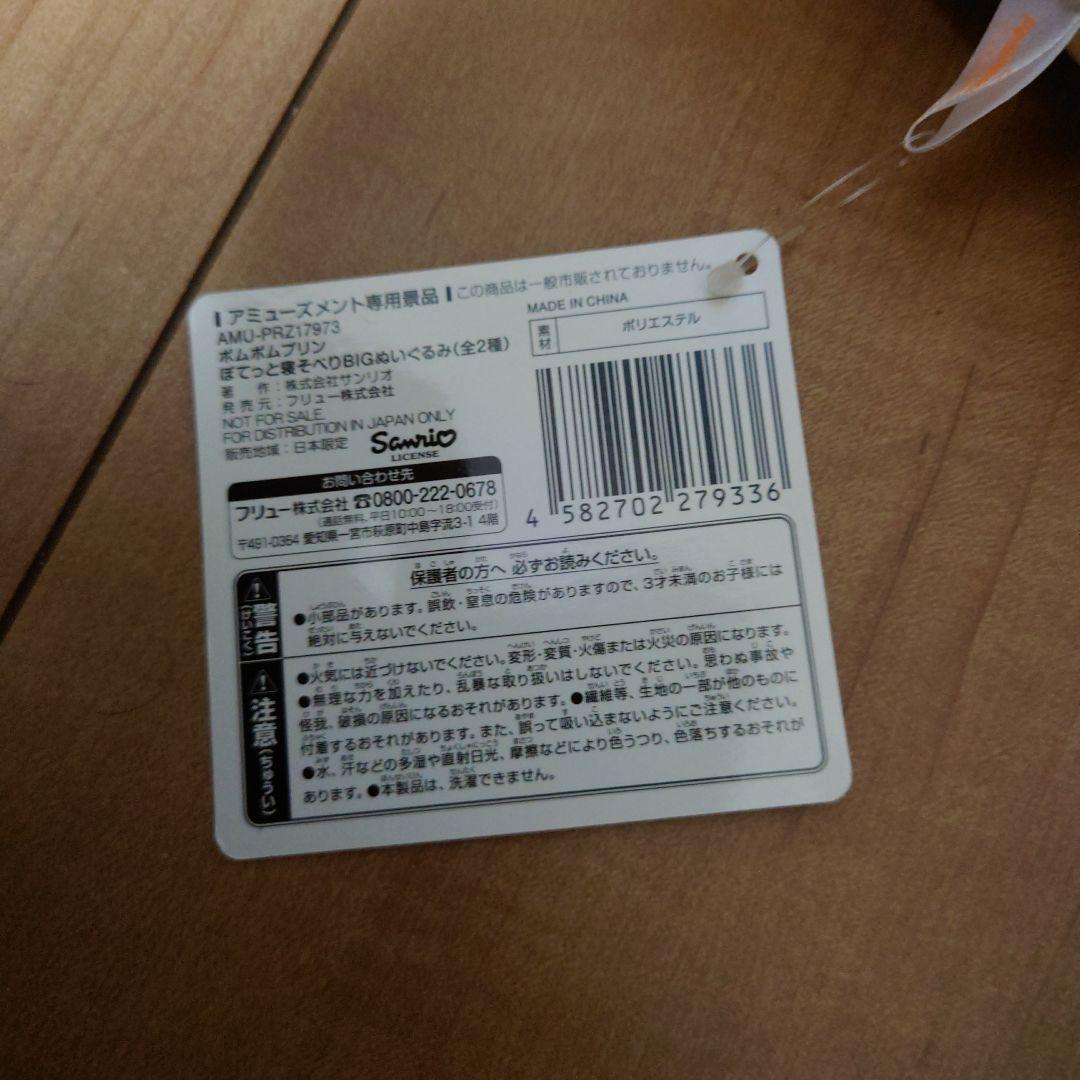 アミューズメント専用景品 この商品は一般市販されておりません。
AMU-PRZ17973
ポムポムプリン
ぽてっと寝そべりBIGぬいぐるみ(全2種)
著 作:株式会社サンリオ
発売元:フリュー株式会社
NOT FOR SALE
FOR DISTRIBUTION IN JAPAN ONLY
販売地域:日本限定
Sanrio
LICENSE
MADE IN CHINA
素材 ポリエステル
4 582702 279336
お問い合わせ先
フリュー株式会社 ☎0800-222-0678
(通話無料、平日10:00~18:00受付)
〒491-0364 愛知県一宮市萩原町中島字流3-1 4階
保護者の方へ 必ずお読みください。
警告(けいこく)
●小部品があります。誤飲・窒息の危険がありますので、3才未満のお子様には
絶対に与えないでください。
注意(ちゅうい)
●火気には近づけないでください。変形・変質・火傷または火災の原因になります。
●無理な力を加えたり、乱暴な取り扱いはしないでください。思わぬ事故や
怪我、破損の原因になるおそれがあります。●繊維等、生地の一部が他のものに
付着するおそれがあります。また、誤って吸い込まないようにご注意ください。
●水、汗などの多湿や直射日光、摩擦などにより色うつり、色落ちするおそれが
あります。●本製品は、洗濯できません。